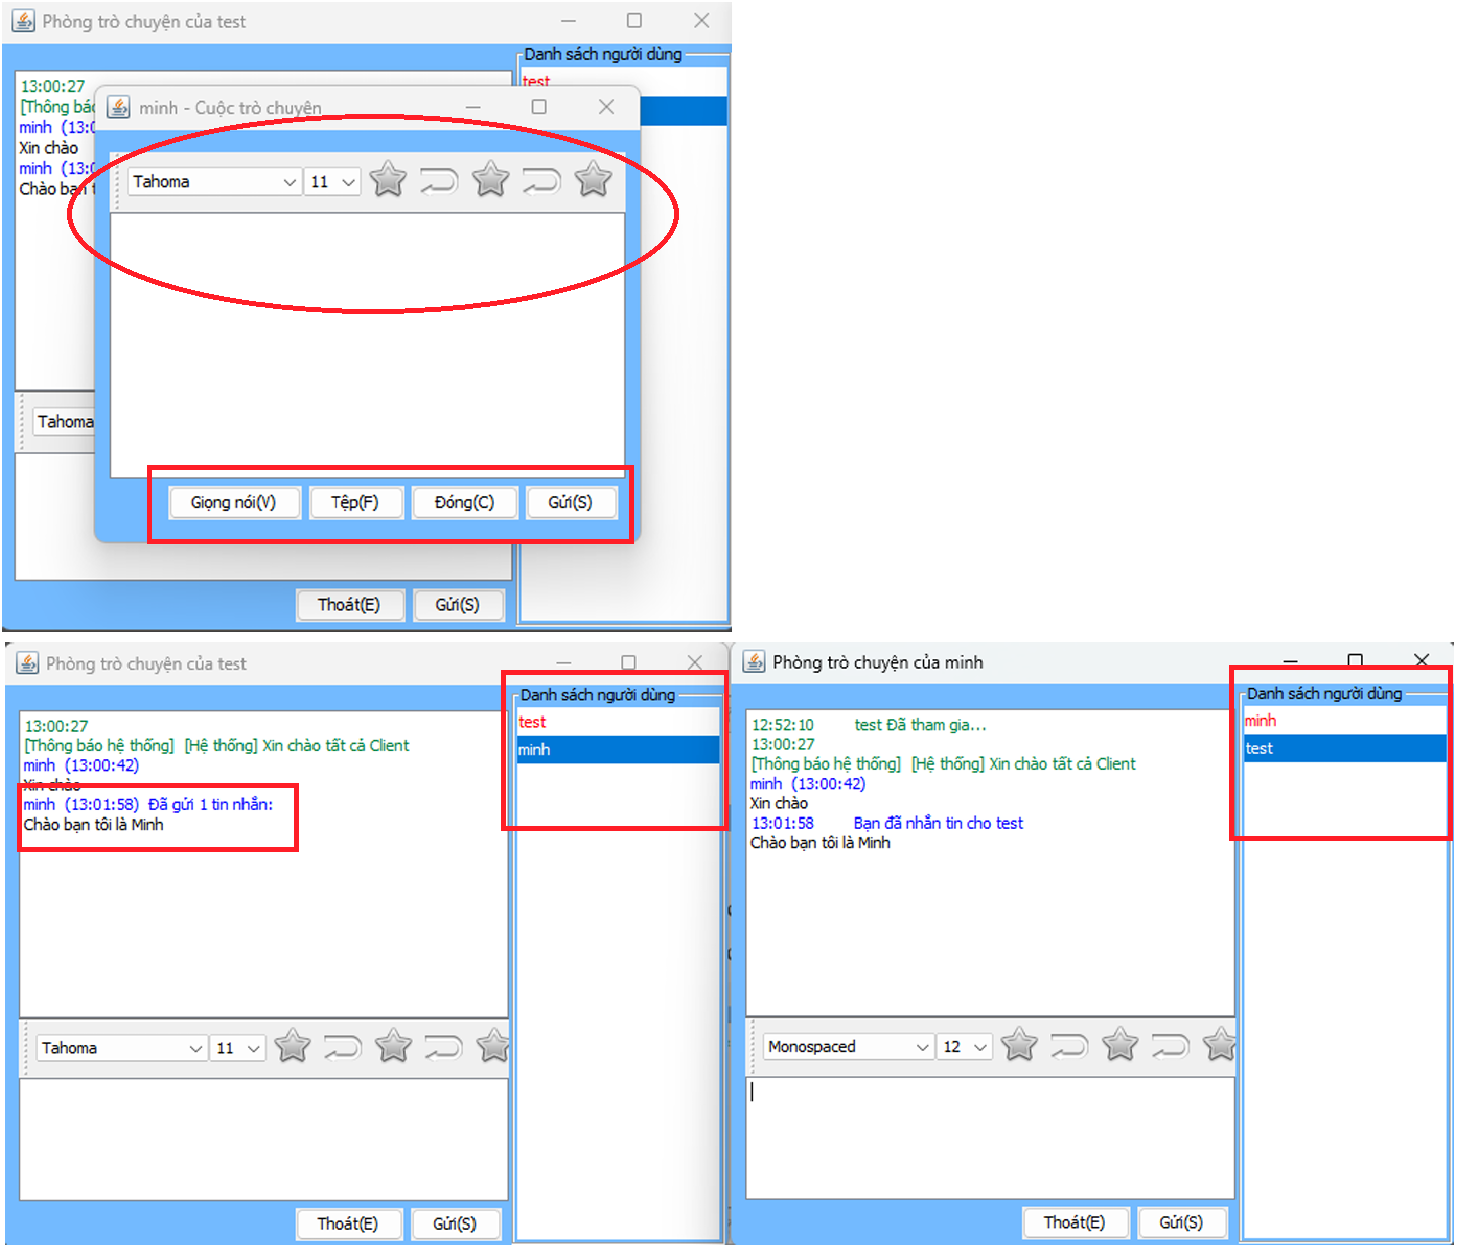 Phòng trò chuyện của test
Danh sách người dùng
test
13:00:27
[Thông bá
minh (13:0
Xin chào
minh (13:0
Chào bạn t
minh - Cuộc trò chuyện
Tahoma 11
Tahoma
Giọng nói(V) Tệp(F) Đóng(C) Gửi(S)
Thoát(E) Gửi(S)
Phòng trò chuyện của test
Danh sách người dùng
test
minh
13:00:27
[Thông báo hệ thống] [Hệ thống] Xin chào tất cả Client
minh (13:00:42)
Xin chào
minh (13:01:58) Đã gửi 1 tin nhắn:
Chào bạn tôi là Minh
Tahoma 11
Thoát(E) Gửi(S)
Phòng trò chuyện của minh
Danh sách người dùng
minh
test
12:52:10 test Đã tham gia...
13:00:27
[Thông báo hệ thống] [Hệ thống] Xin chào tất cả Client
minh (13:00:42)
Xin chào
13:01:58 Bạn đã nhắn tin cho test
Chào bạn tôi là Minh
Monospaced 12
Thoát(E) Gửi(S)